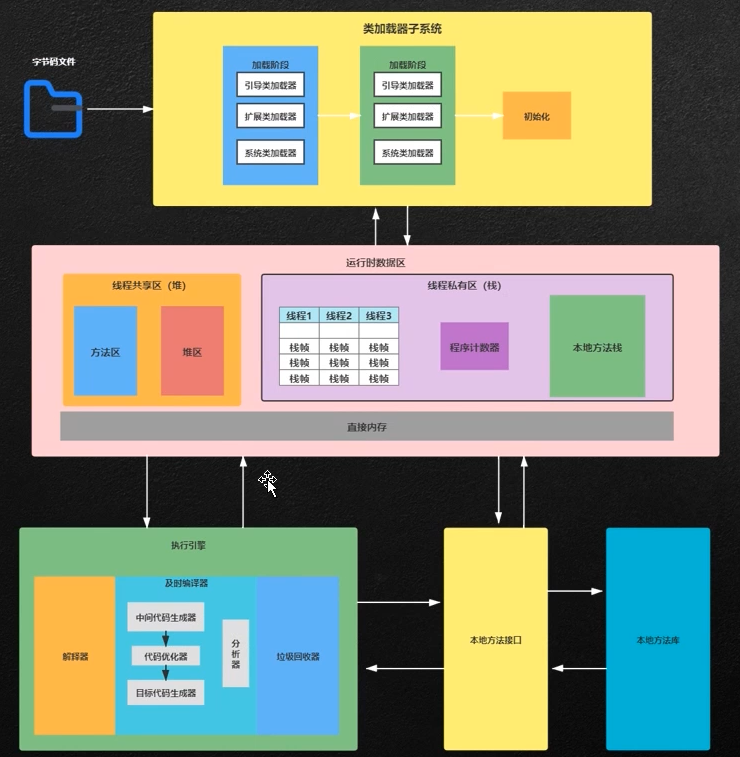 类加载器子系统
字节码文件
加载阶段
引导类加载器
扩展类加载器
系统类加载器
加载阶段
引导类加载器
扩展类加载器
系统类加载器
初始化
运行时数据区
线程共享区（堆）
方法区
堆区
线程私有区（栈）
线程1 线程2 线程3
栈帧 栈帧 栈帧
栈帧 栈帧 栈帧
栈帧 栈帧 栈帧
程序计数器
本地方法栈
直接内存
执行引擎
解释器
及时编译器
中间代码生成器
代码优化器
目标代码生成器
分析器
垃圾回收器
本地方法接口
本地方法库